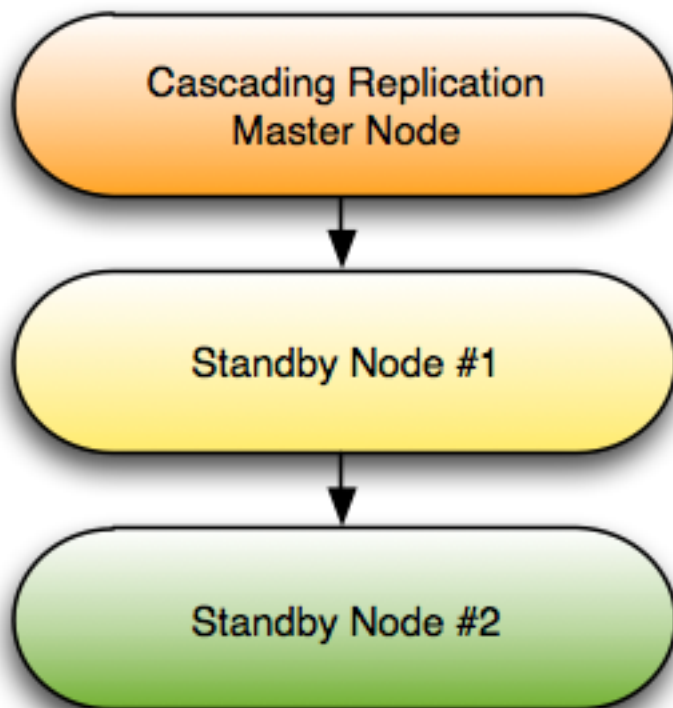 Cascading Replication
Master Node
Standby Node #1
Standby Node #2